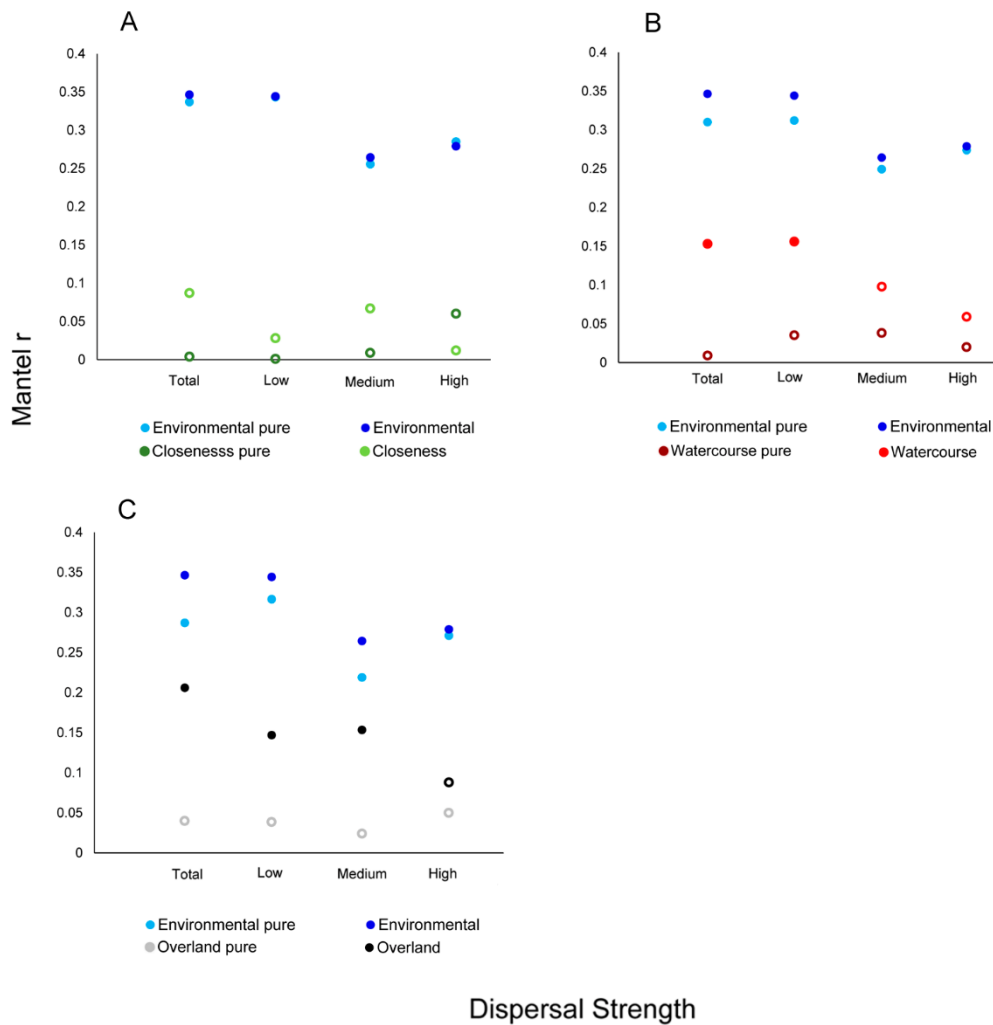 A
0.4
0.35
0.3
0.25
0.2
0.15
0.1
0.05
0
Total Low Medium High
Environmental pure Environmental
Closenesss pure Closeness
B
0.4
0.35
0.3
0.25
0.2
0.15
0.1
0.05
0
Total Low Medium High
Environmental pure Environmental
Watercourse pure Watercourse
Mantel r
C
0.4
0.35
0.3
0.25
0.2
0.15
0.1
0.05
0
Total Low Medium High
Environmental pure Environmental
Overland pure Overland
Dispersal Strength